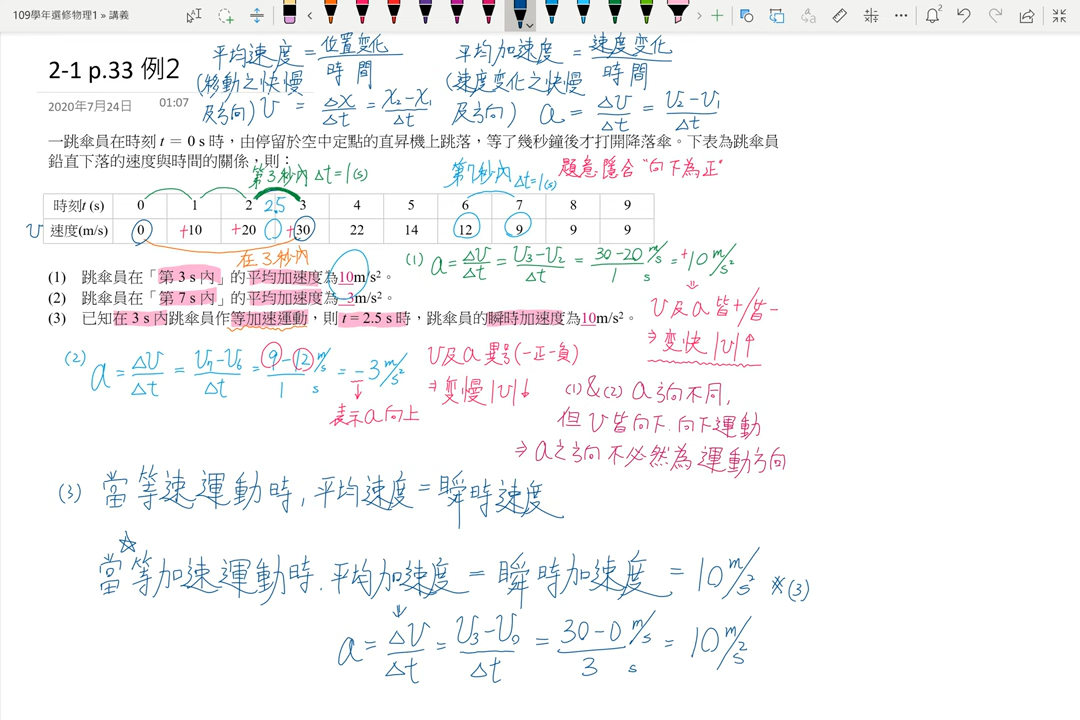 109學年選修物理1 » 講義
2-1 p.33 例2
2020年7月24日 01:07
平均速度 = 位置变化/時間
(移動之快慢及方向) v = Δx/Δt = x₂-x₁/Δt
平均加速度 = 速度变化/時間
(速度变化之快慢及方向) a = Δv/Δt = v₂-v₁/Δt
一跳傘員在時刻 t = 0 s 時，由停留於空中定點的直昇機上跳落，等了幾秒鐘後才打開降落傘。下表為跳傘員
鉛直下落的速度與時間的關係，則：
第3秒內 Δt=1(s)
第7秒內 Δt=1(s)
題意隱含"向下為正"
時刻t (s) 0 1 2 2.5 3 4 5 6 7 8 9
v 速度(m/s) 0 +10 +20 +30 22 14 12 9 9 9
在3秒內
(1) a = Δv/Δt = v₃-v₂/Δt = 30-20/1 m/s/s = +10 m/s²
(1) 跳傘員在「第 3 s 內」的平均加速度為10m/s²。
(2) 跳傘員在「第 7 s 內」的平均加速度為-3m/s²。
(3) 已知在 3 s 內跳傘員作等加速運動，則 t = 2.5 s 時，跳傘員的瞬時加速度為10m/s²。
v及a皆+/皆-
⇒ 变快 |v|↑
(2) a = Δv/Δt = v₇-v₆/Δt = 9-12/1 m/s/s = -3 m/s²
表示a向上
v及a異號(一正一負)
⇒ 变慢 |v|↓
(1)&(2) a方向不同,
但v皆向下.向下運動
⇒ a之方向不必然為運動方向
(3) 當等速運動時,平均速度=瞬時速度
☆
當等加速運動時.平均加速度 = 瞬時加速度 = 10 m/s² ※(3)
a = Δv/Δt = v₃-v₀/Δt = 30-0/3 m/s/s = 10 m/s²